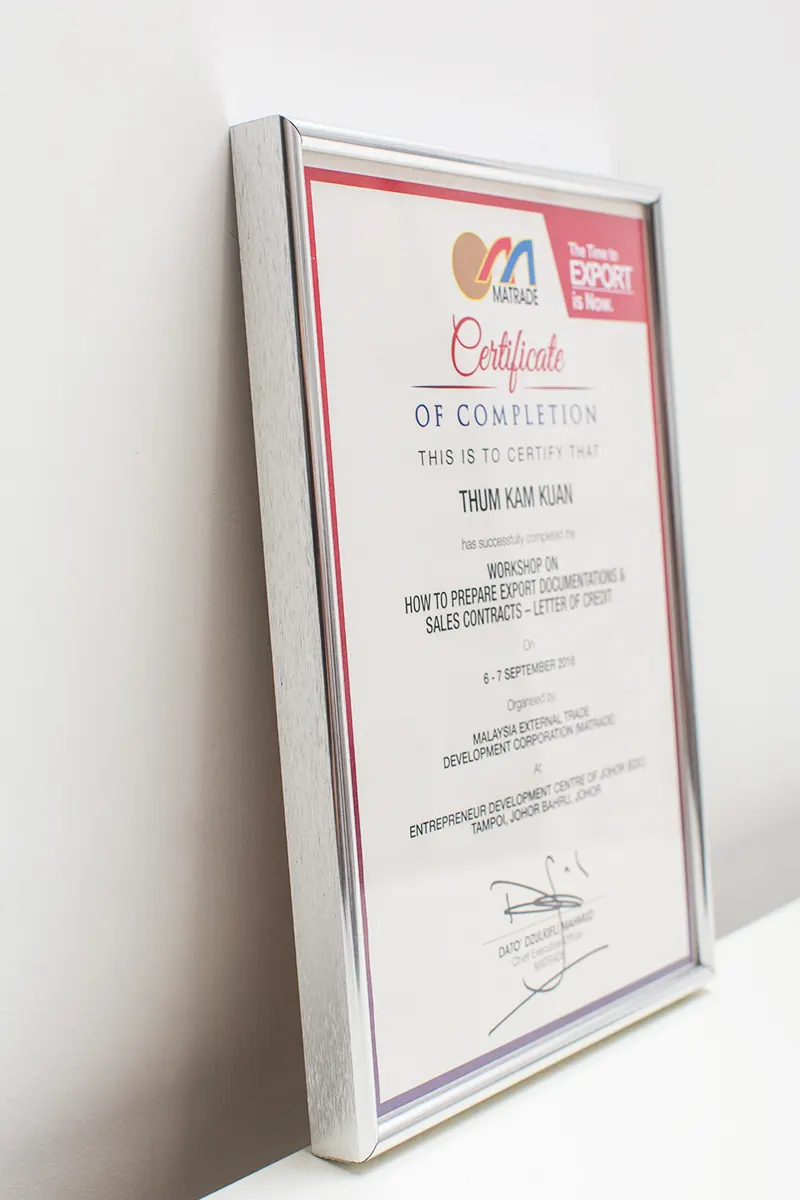 MATRADE
The Time to
EXPORT
is Now.
Certificate
OF COMPLETION
THIS IS TO CERTIFY THAT
THUM KAM KUAN
has successfully completed the
WORKSHOP ON
HOW TO PREPARE EXPORT DOCUMENTATIONS &
SALES CONTRACTS – LETTER OF CREDIT
On
6 - 7 SEPTEMBER 2016
Organised by:
MALAYSIA EXTERNAL TRADE
DEVELOPMENT CORPORATION (MATRADE)
At
ENTREPRENEUR DEVELOPMENT CENTRE OF JOHOR
TAMPOI, JOHOR BAHRU, JOHOR
DATO' DZULKIFLI MAHMUD
Chief Executive Officer
MATRADE